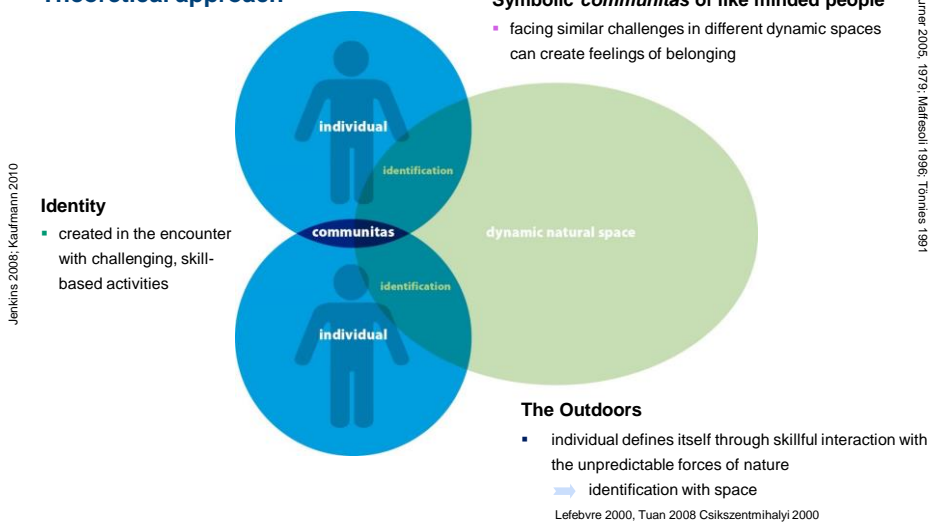 Theoretical approach
Symbolic communitas of like minded people
▪ facing similar challenges in different dynamic spaces
can create feelings of belonging
urner 2005, 1979; Maffesoli 1996; Tönnies 1991
individual
identification
Jenkins 2008; Kaufmann 2010
Identity
▪ created in the encounter
with challenging, skill-
based activities
communitas
dynamic natural space
identification
individual
The Outdoors
▪ individual defines itself through skillful interaction with
the unpredictable forces of nature
identification with space
Lefebvre 2000, Tuan 2008 Csikszentmihalyi 2000